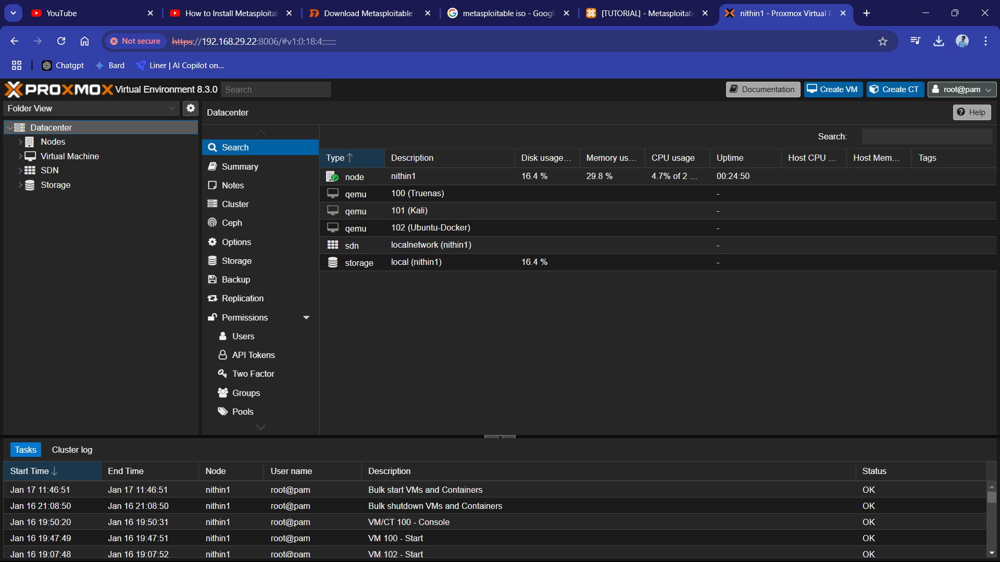 YouTube
How to Install Metasploita
Download Metasploitable
metasploitable iso - Googl
[TUTORIAL] - Metasploitab
nithin1 - Proxmox Virtual E
Not secure
https://192.168.29.22:8006/#v1:0:18:4:::::::
Chatgpt
Bard
Liner | AI Copilot on...
PROXMOX Virtual Environment 8.3.0
Search
Documentation
Create VM
Create CT
root@pam
Folder View
Datacenter
Nodes
Virtual Machine
SDN
Storage
Datacenter
Help
Search
Summary
Notes
Cluster
Ceph
Options
Storage
Backup
Replication
Permissions
Users
API Tokens
Two Factor
Groups
Pools
Search:
Type Description Disk usage... Memory us... CPU usage Uptime Host CPU ... Host Mem... Tags
node nithin1 16.4 % 29.8 % 4.7% of 2 ... 00:24:50
qemu 100 (Truenas) -
qemu 101 (Kali) -
qemu 102 (Ubuntu-Docker) -
sdn localnetwork (nithin1) -
storage local (nithin1) 16.4 % -
Tasks
Cluster log
Start Time End Time Node User name Description Status
Jan 17 11:46:51 Jan 17 11:46:51 nithin1 root@pam Bulk start VMs and Containers OK
Jan 16 21:08:50 Jan 16 21:08:50 nithin1 root@pam Bulk shutdown VMs and Containers OK
Jan 16 19:50:20 Jan 16 19:50:31 nithin1 root@pam VM/CT 100 - Console OK
Jan 16 19:47:49 Jan 16 19:47:51 nithin1 root@pam VM 100 - Start OK
Jan 16 19:07:48 Jan 16 19:07:52 nithin1 root@pam VM 102 - Start OK